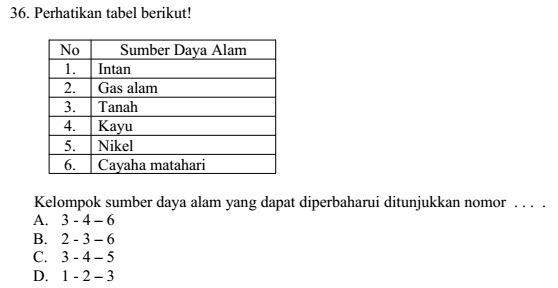 36. Perhatikan tabel berikut!
No Sumber Daya Alam
1. Intan
2. Gas alam
3. Tanah
4. Kayu
5. Nikel
6. Cayaha matahari
Kelompok sumber daya alam yang dapat diperbaharui ditunjukkan nomor . . . .
A. 3 - 4 – 6
B. 2 - 3 – 6
C. 3 - 4 – 5
D. 1 - 2 – 3